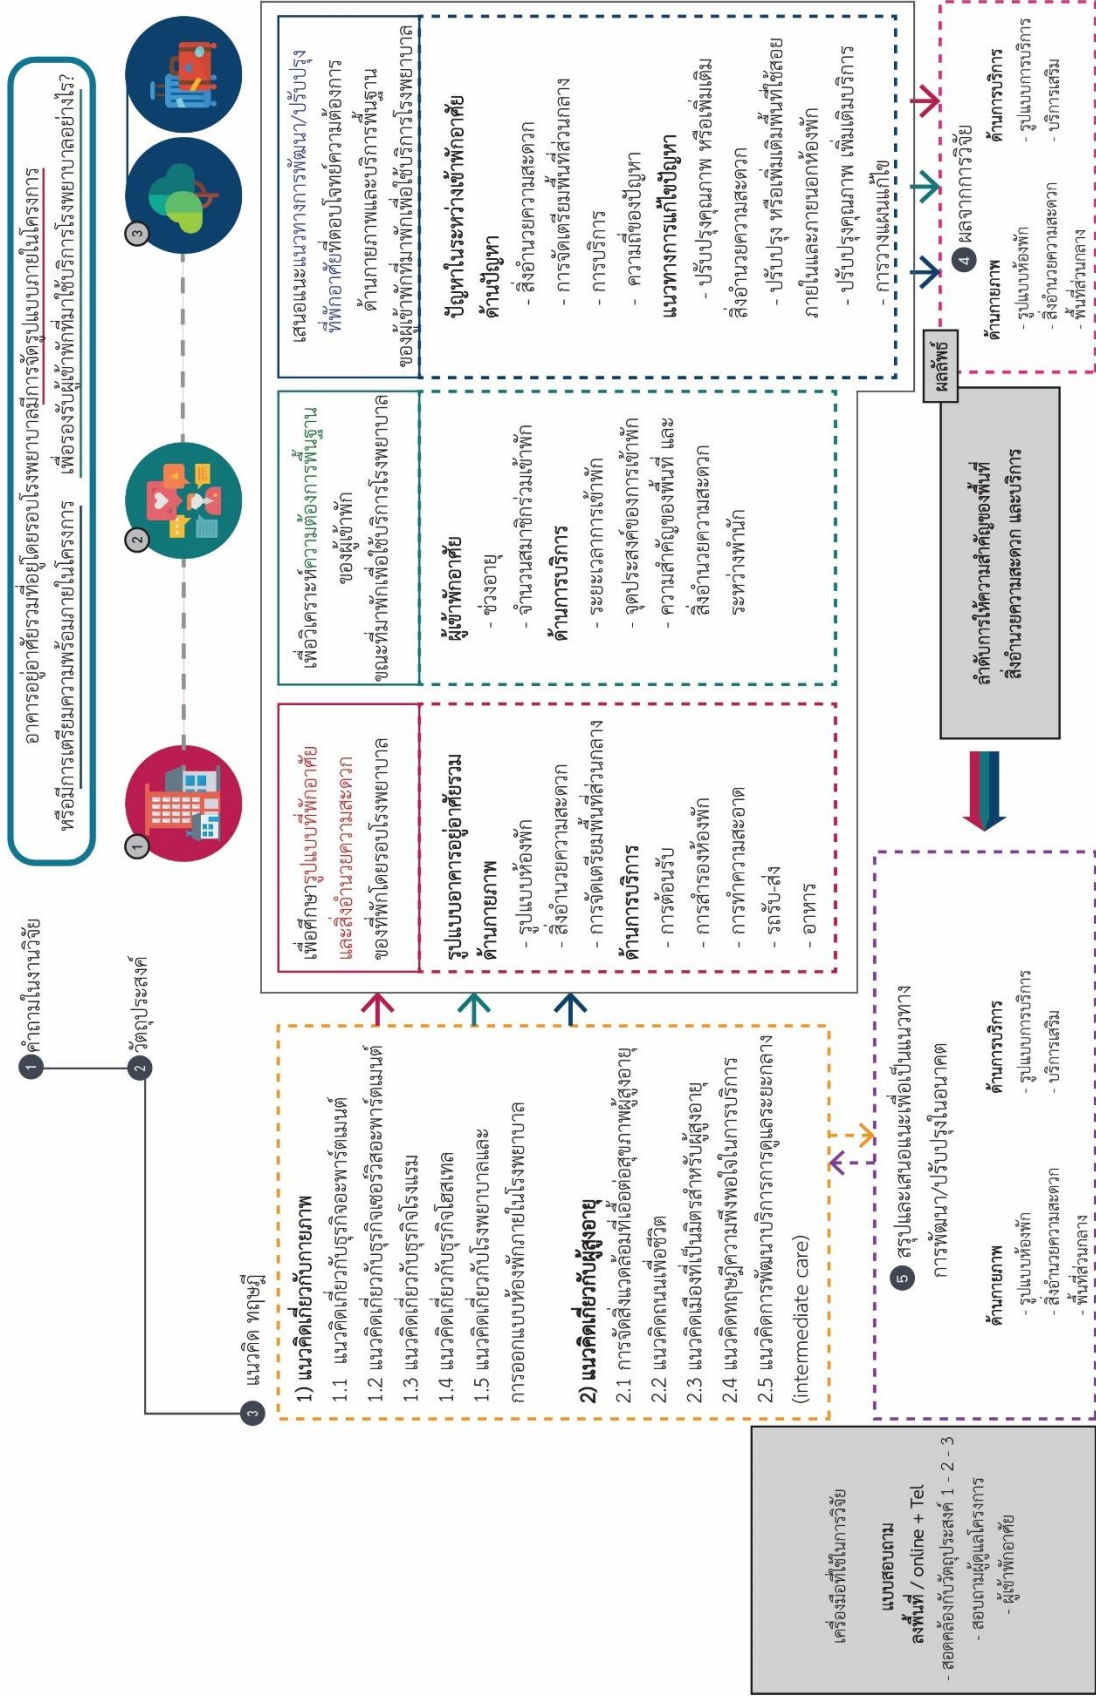 1 คำถามในงานวิจัย
อาคารอยู่อาศัยรวมที่อยู่โดยรอบโรงพยาบาลมีการจัดรูปแบบภายในโครงการ
หรือมีการเตรียมความพร้อมภายในโครงการ เพื่อรองรับผู้เข้าพักที่มาใช้บริการโรงพยาบาลอย่างไร?
2 วัตถุประสงค์
1
2
3
เพื่อศึกษารูปแบบที่พักอาศัย
และสิ่งอำนวยความสะดวก
ของที่พักโดยรอบโรงพยาบาล
รูปแบบอาคารอยู่อาศัยรวม
ด้านกายภาพ
- รูปแบบห้องพัก
- สิ่งอำนวยความสะดวก
- การจัดเตรียมพื้นที่ส่วนกลาง
ด้านการบริการ
- การต้อนรับ
- การสำรองห้องพัก
- การทำความสะอาด
- รถรับ-ส่ง
- อาหาร
เพื่อวิเคราะห์ความต้องการพื้นฐาน
ของผู้เข้าพัก
ขณะที่มาพักเพื่อใช้บริการโรงพยาบาล
ผู้เข้าพักอาศัย
- ช่วงอายุ
- จำนวนสมาชิกร่วมเข้าพัก
ด้านการบริการ
- ระยะเวลาการเข้าพัก
- จุดประสงค์ของการเข้าพัก
- ความสำคัญของพื้นที่ และ
สิ่งอำนวยความสะดวก
ระหว่างพำนัก
เสนอแนะแนวทางการพัฒนา/ปรับปรุง
ที่พักอาศัยที่ตอบโจทย์ความต้องการ
ด้านกายภาพและบริการพื้นฐาน
ของผู้เข้าพักที่มาพักเพื่อใช้บริการโรงพยาบาล
ปัญหาในระหว่างเข้าพักอาศัย
ด้านปัญหา
- สิ่งอำนวยความสะดวก
- การจัดเตรียมพื้นที่ส่วนกลาง
- การบริการ
- ความถี่ของปัญหา
แนวทางการแก้ไขปัญหา
- ปรับปรุงคุณภาพ หรือเพิ่มเติม
สิ่งอำนวยความสะดวก
- ปรับปรุง หรือเพิ่มเติมพื้นที่ใช้สอย
ภายในและภายนอกห้องพัก
- ปรับปรุงคุณภาพ เพิ่มเติมบริการ
- การวางแผนแก้ไข
3 แนวคิด ทฤษฎี
1) แนวคิดเกี่ยวกับกายภาพ
1.1 แนวคิดเกี่ยวกับธุรกิจอะพาร์ตเมนต์
1.2 แนวคิดเกี่ยวกับธุรกิจเซอร์วิสอะพาร์ตเมนต์
1.3 แนวคิดเกี่ยวกับธุรกิจโรงแรม
1.4 แนวคิดเกี่ยวกับธุรกิจโฮสเทล
1.5 แนวคิดเกี่ยวกับโรงพยาบาลและ
การออกแบบห้องพักภายในโรงพยาบาล
2) แนวคิดเกี่ยวกับผู้สูงอายุ
2.1 การจัดสิ่งแวดล้อมที่เอื้อต่อสุขภาพผู้สูงอายุ
2.2 แนวคิดถนนเพื่อชีวิต
2.3 แนวคิดเมืองที่เป็นมิตรสำหรับผู้สูงอายุ
2.4 แนวคิดทฤษฎีความพึงพอใจในการบริการ
2.5 แนวคิดการพัฒนาบริการการดูแลระยะกลาง
(intermediate care)
4 ผลจากการวิจัย
ด้านกายภาพ
- รูปแบบห้องพัก
- สิ่งอำนวยความสะดวก
- พื้นที่ส่วนกลาง
ด้านการบริการ
- รูปแบบการบริการ
- บริการเสริม
ผลลัพธ์
ลำดับการให้ความสำคัญของพื้นที่
สิ่งอำนวยความสะดวก และบริการ
5 สรุปและเสนอแนะเพื่อเป็นแนวทาง
การพัฒนา/ปรับปรุงในอนาคต
ด้านกายภาพ
- รูปแบบห้องพัก
- สิ่งอำนวยความสะดวก
- พื้นที่ส่วนกลาง
ด้านการบริการ
- รูปแบบการบริการ
- บริการเสริม
เครื่องมือที่ใช้ในการวิจัย
แบบสอบถาม
ลงพื้นที่ / online + Tel
- สอดคล้องกับวัตถุประสงค์ 1 - 2 - 3
- สอบถามผู้ดูแลโครงการ
- ผู้เข้าพักอาศัย